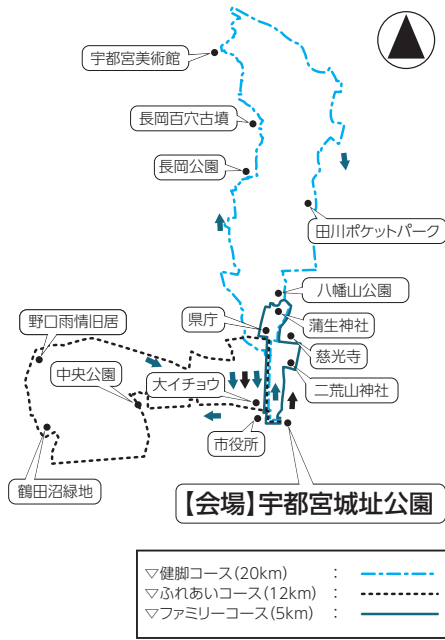 宇都宮美術館
長岡百穴古墳
長岡公園
田川ポケットパーク
八幡山公園
県庁
蒲生神社
野口雨情旧居
慈光寺
中央公園
大イチョウ
二荒山神社
市役所
鶴田沼緑地
【会場】宇都宮城址公園
▽健脚コース(20km) :
▽ふれあいコース(12km) :
▽ファミリーコース(5km) :